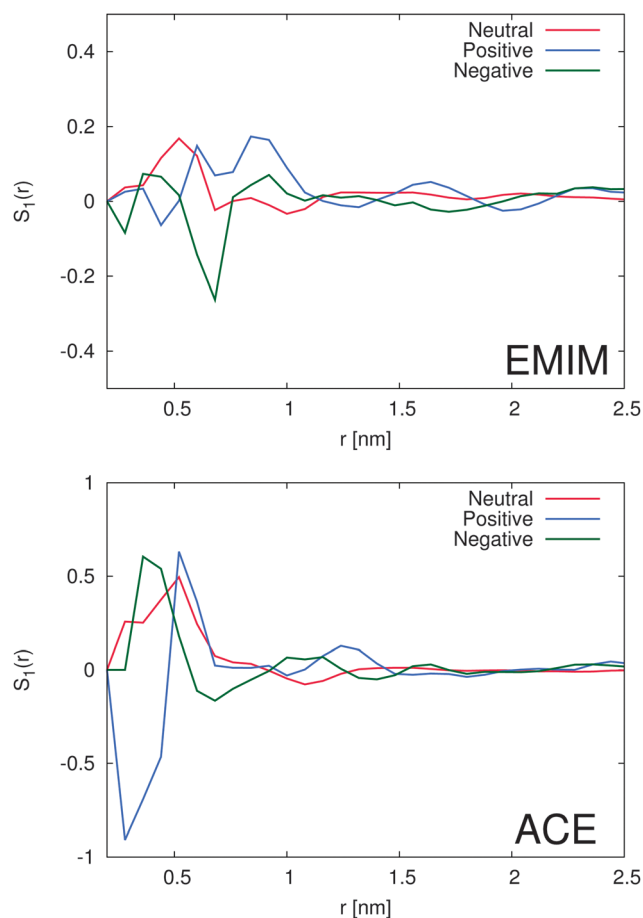 Neutral
Positive
Negative
0.4
0.2
0
-0.2
-0.4
S1(r)
EMIM
0.5
1
1.5
2
2.5
r [nm]
Neutral
Positive
Negative
1
0.5
0
-0.5
-1
S1(r)
ACE
0.5
1
1.5
2
2.5
r [nm]